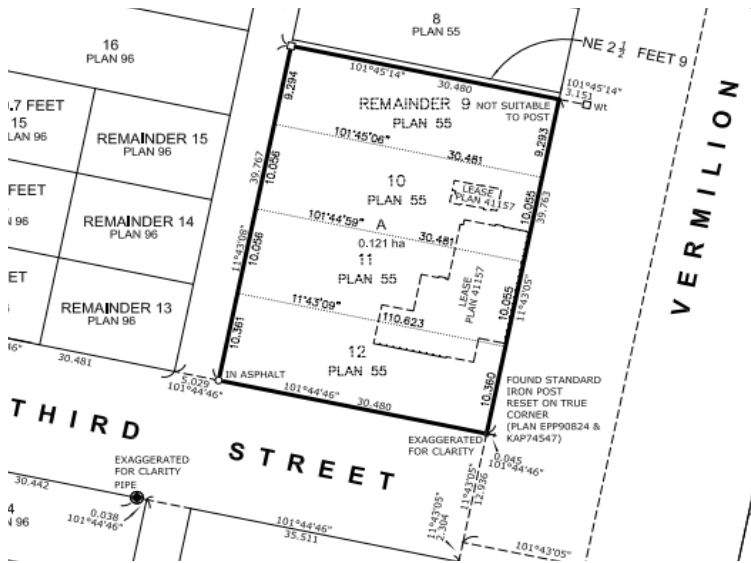 8
PLAN 55
NE 2 1/2 FEET 9
16
PLAN 96
101°45'14"
30.480
101°45'14"
3.151
Wt
9.294
REMAINDER 9
PLAN 55
NOT SUITABLE
TO POST
9.293
.7 FEET
15
LAN 96
REMAINDER 15
PLAN 96
101°45'06"
30.481
39.767
10.056
10
PLAN 55
LEASE
PLAN 41157
10.055
39.763
VERMILION
FEET
N 96
REMAINDER 14
PLAN 96
101°44'59"
30.481
A
0.121 ha
11°43'08"
10.056
11
PLAN 55
LEASE
PLAN 41157
10.055
11°43'05"
ET
REMAINDER 13
PLAN 96
11°43'09"
110.623
10.361
12
PLAN 55
10.360
46"
30.481
5.029
101°44'46"
IN ASPHALT
101°44'46"
30.480
FOUND STANDARD
IRON POST
RESET ON TRUE
CORNER
(PLAN EPP90824 &
KAP74547)
THIRD STREET
EXAGGERATED
FOR CLARITY
0.045
101°44'46"
EXAGGERATED
FOR CLARITY
PIPE
30.442
0.038
101°44'46"
11°43'05"
12.936
11°43'05"
2.304
4
N 96
101°44'46"
35.511
101°43'05"